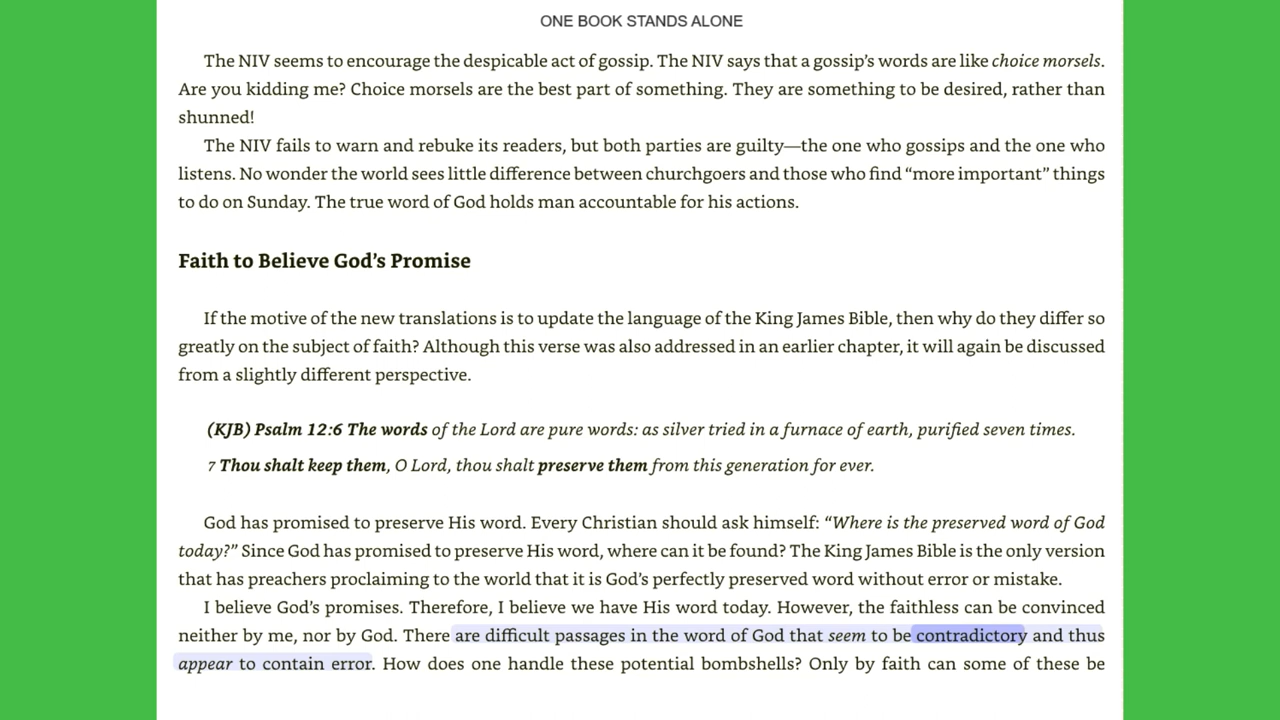 ONE BOOK STANDS ALONE
The NIV seems to encourage the despicable act of gossip. The NIV says that a gossip's words are like choice morsels.
Are you kidding me? Choice morsels are the best part of something. They are something to be desired, rather than
shunned!
The NIV fails to warn and rebuke its readers, but both parties are guilty—the one who gossips and the one who
listens. No wonder the world sees little difference between churchgoers and those who find “more important” things
to do on Sunday. The true word of God holds man accountable for his actions.
Faith to Believe God's Promise
If the motive of the new translations is to update the language of the King James Bible, then why do they differ so
greatly on the subject of faith? Although this verse was also addressed in an earlier chapter, it will again be discussed
from a slightly different perspective.
(KJB) Psalm 12:6 The words of the Lord are pure words: as silver tried in a furnace of earth, purified seven times.
7 Thou shalt keep them, O Lord, thou shalt preserve them from this generation for ever.
God has promised to preserve His word. Every Christian should ask himself: “Where is the preserved word of God
today?” Since God has promised to preserve His word, where can it be found? The King James Bible is the only version
that has preachers proclaiming to the world that it is God's perfectly preserved word without error or mistake.
I believe God's promises. Therefore, I believe we have His word today. However, the faithless can be convinced
neither by me, nor by God. There are difficult passages in the word of God that seem to be contradictory and thus
appear to contain error. How does one handle these potential bombshells? Only by faith can some of these be